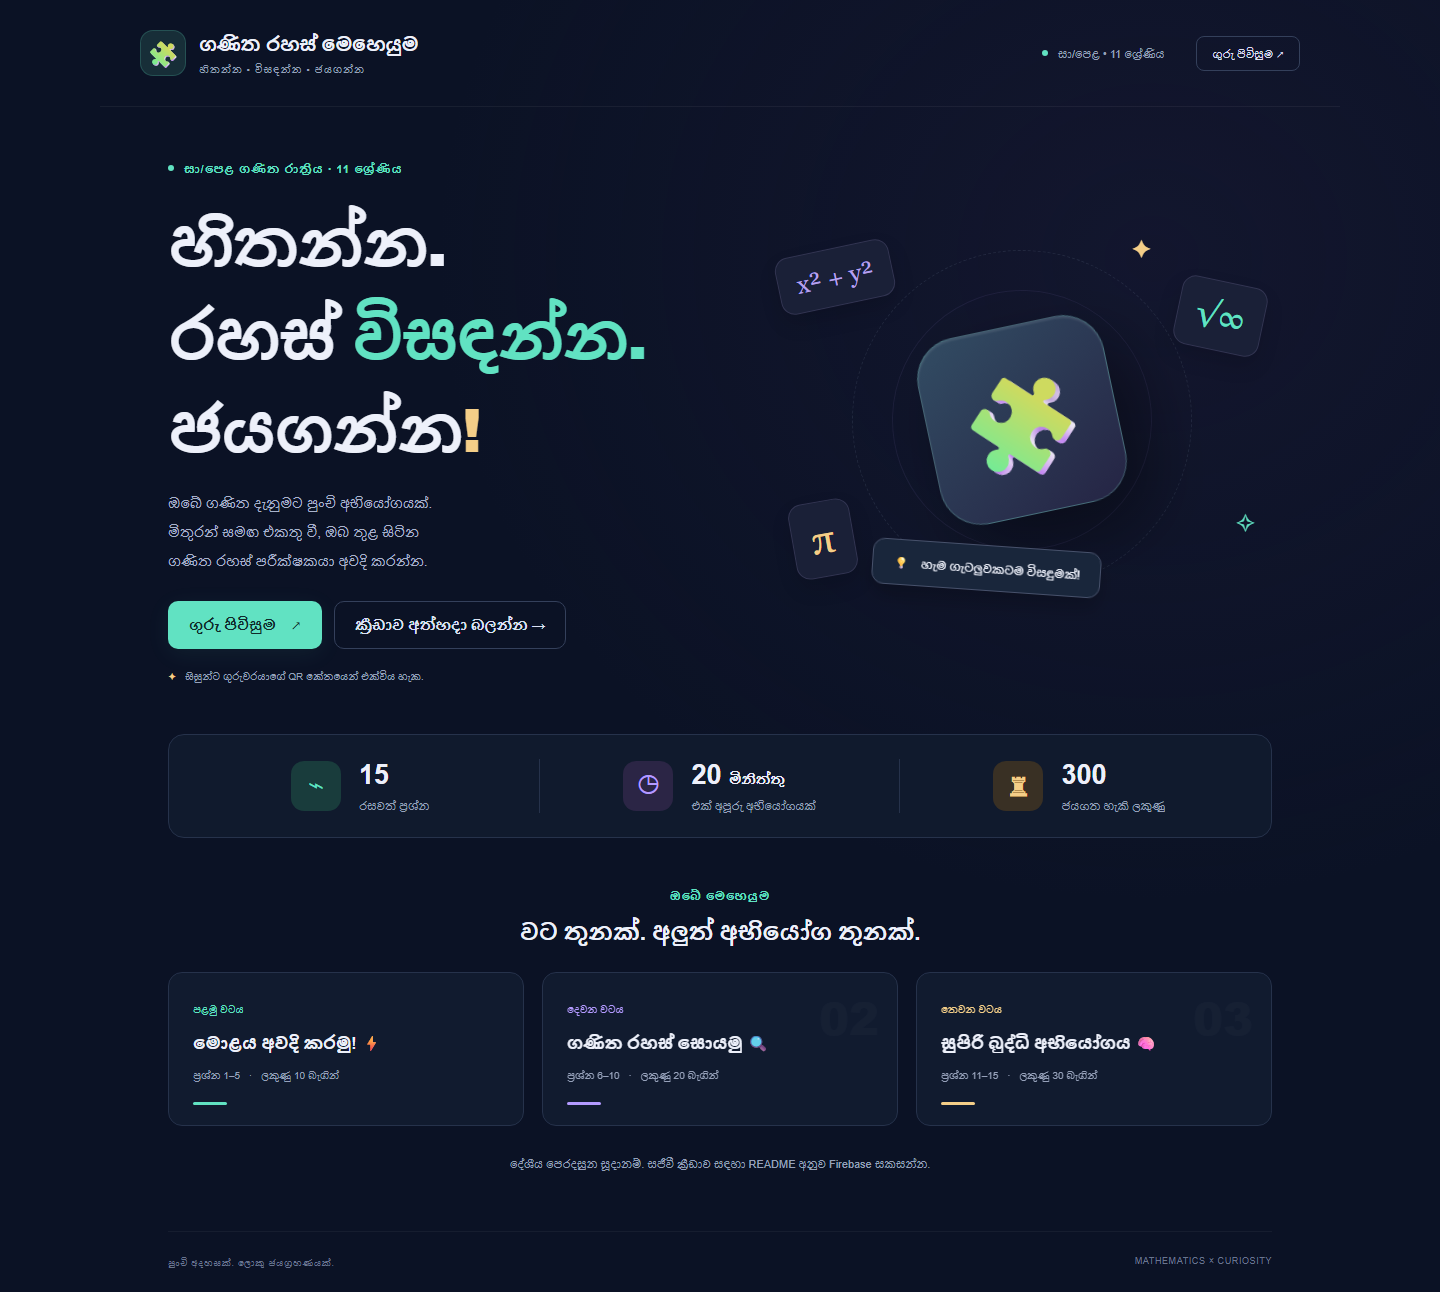 ගණිත රහස් මෙහෙයුම
හිතන්න • විසඳන්න • ජයගන්න
සා/පෙළ • 11 ශ්‍රේණිය
ගුරු පිවිසුම ↗
සා/පෙළ ගණිත රාත්‍රිය • 11 ශ්‍රේණිය
හිතන්න.
රහස් විසඳන්න.
ජයගන්න!
x² + y²
√∞
π
හැම ගැටලුවකටම විසඳුමක්!
ඔබේ ගණිත දැනුමට පුංචි අභියෝගයක්.
මිතුරන් සමඟ එකතු වී, ඔබ තුළ සිටින
ගණිත රහස් පරීක්ෂකයා අවදි කරන්න.
ගුරු පිවිසුම ↗
ක්‍රීඩාව අත්හදා බලන්න →
සිසුන්ට ගුරුවරයාගේ QR කේතයෙන් එක්විය හැක.
15
රසවත් ප්‍රශ්න
20 මිනිත්තු
එක් අපූරු අභියෝගයක්
300
ජයගත හැකි ලකුණු
ඔබේ මෙහෙයුම
වට තුනක්. අලුත් අභියෝග තුනක්.
පළමු වටය
මොළය අවදි කරමු!
ප්‍රශ්න 1–5 · ලකුණු 10 බැගින්
02
දෙවන වටය
ගණිත රහස් සොයමු
ප්‍රශ්න 6–10 · ලකුණු 20 බැගින්
03
තෙවන වටය
සුපිරි බුද්ධි අභියෝගය
ප්‍රශ්න 11–15 · ලකුණු 30 බැගින්
දේශීය පෙරදසුන සූදානම්. සජීවී ක්‍රීඩාව සඳහා README අනුව Firebase සකසන්න.
පුංචි අදහසක්. ලොකු ජයග්‍රහණයක්.
MATHEMATICS × CURIOSITY